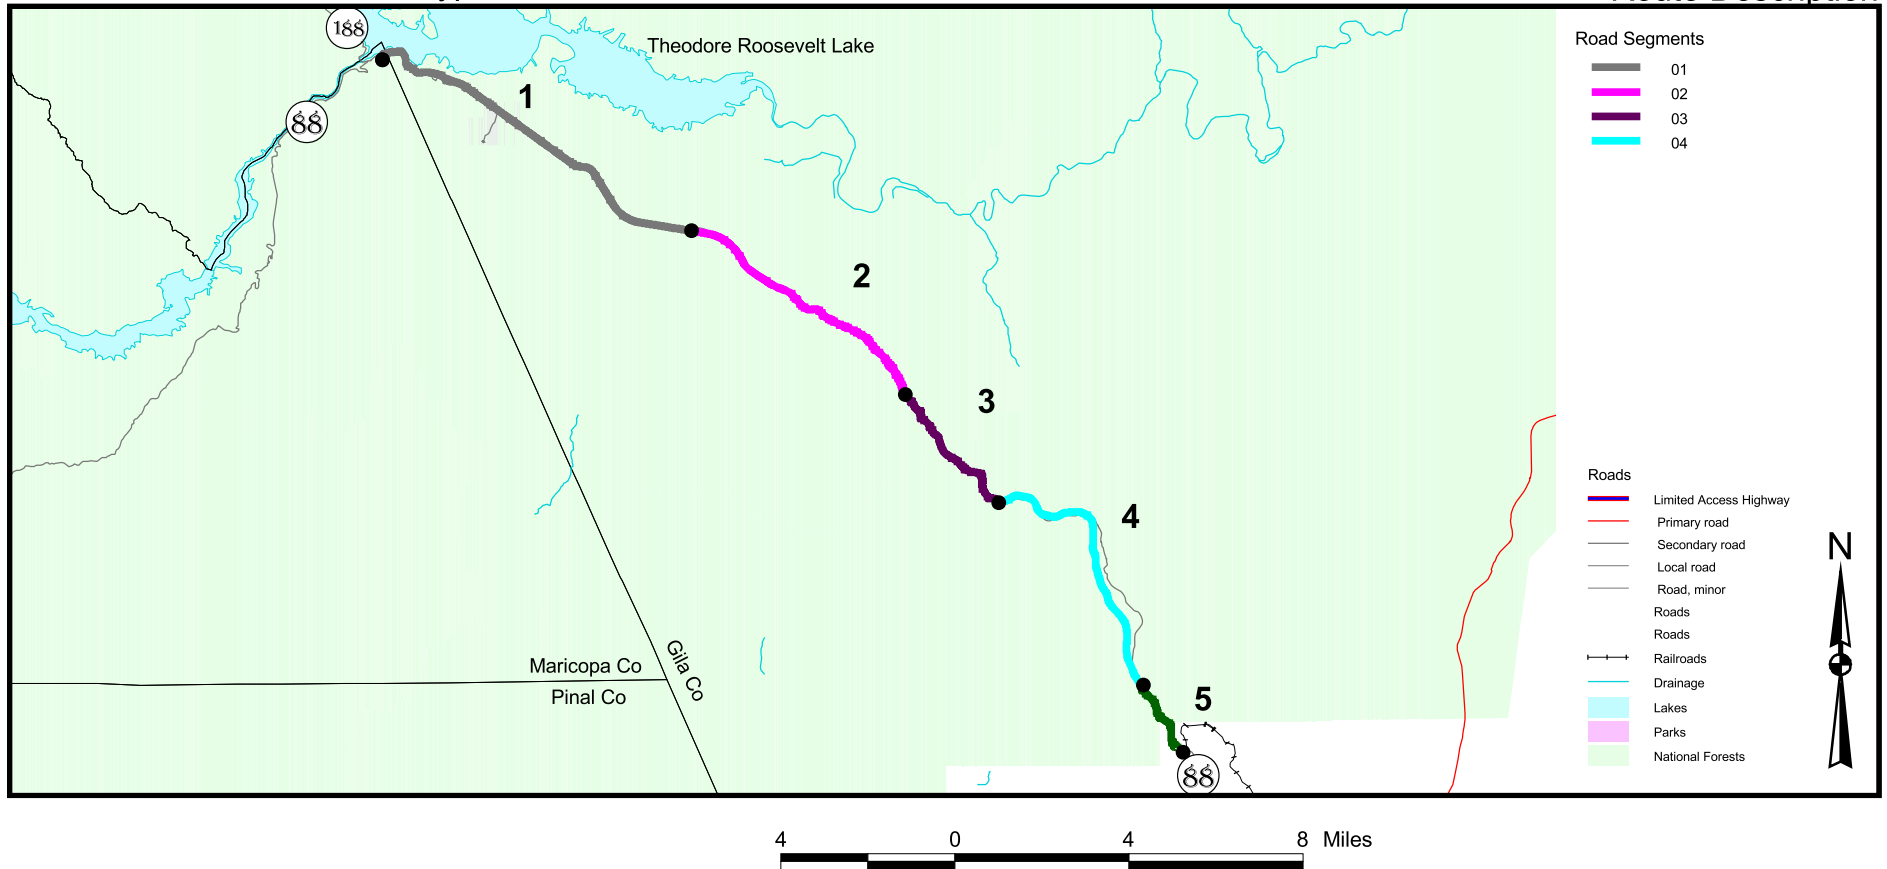 188
Theodore Roosevelt Lake
88
1
2
3
4
5
88
Maricopa Co
Pinal Co
Gila Co
Road Segments
01
02
03
04
Roads
Limited Access Highway
Primary road
Secondary road
Local road
Road, minor
Roads
Roads
Railroads
Drainage
Lakes
Parks
National Forests
N
4 0 4 8 Miles